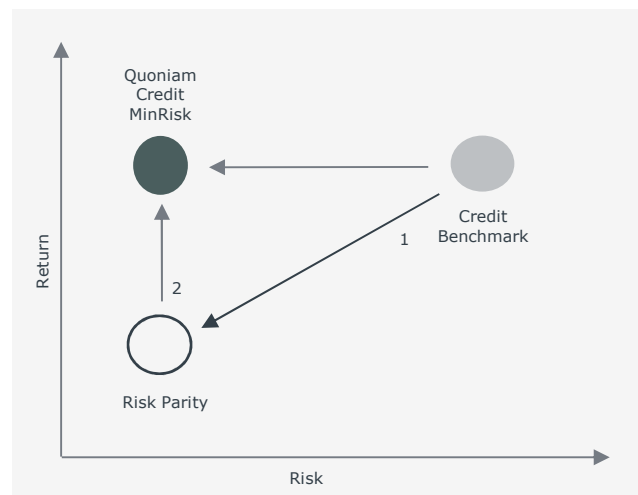 Quoniam
Credit
MinRisk
Credit
Benchmark
1
Return
2
Risk Parity
Risk